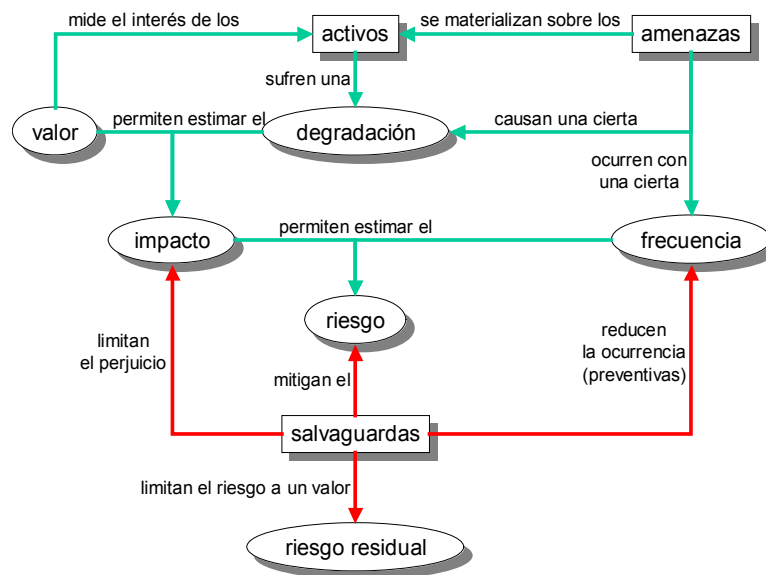 mide el interés de los
activos
se materializan sobre los
amenazas
sufren una
valor
permiten estimar el
degradación
causan una cierta
ocurren con
una cierta
impacto
permiten estimar el
frecuencia
riesgo
limitan
el perjuicio
mitigan el
reducen
la ocurrencia
(preventivas)
salvaguardas
limitan el riesgo a un valor
riesgo residual